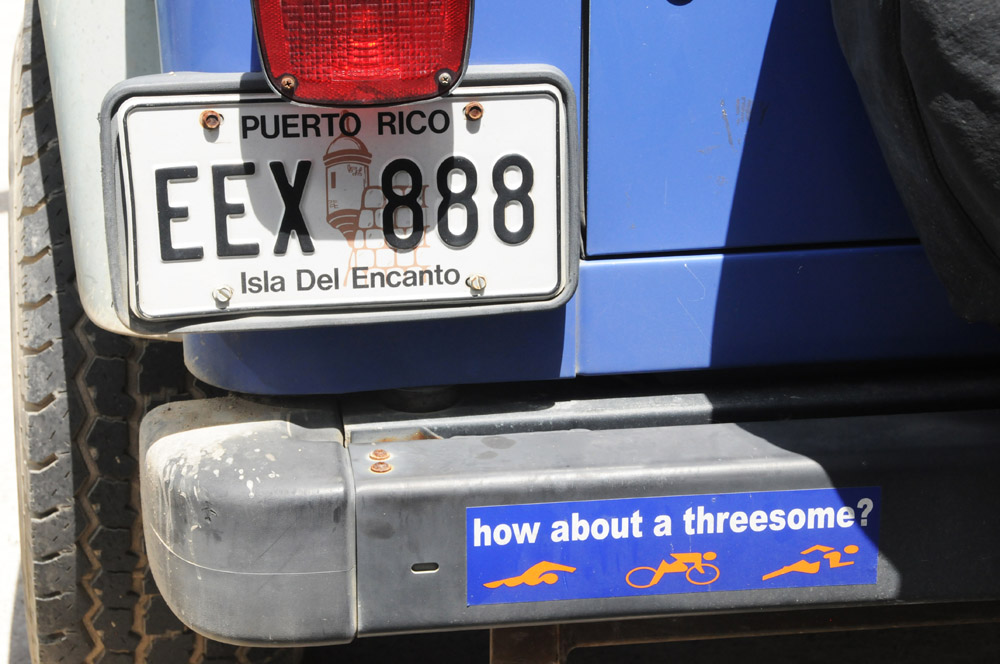 PUERTO RICO
EEX 888
Isla Del Encanto
how about a threesome?